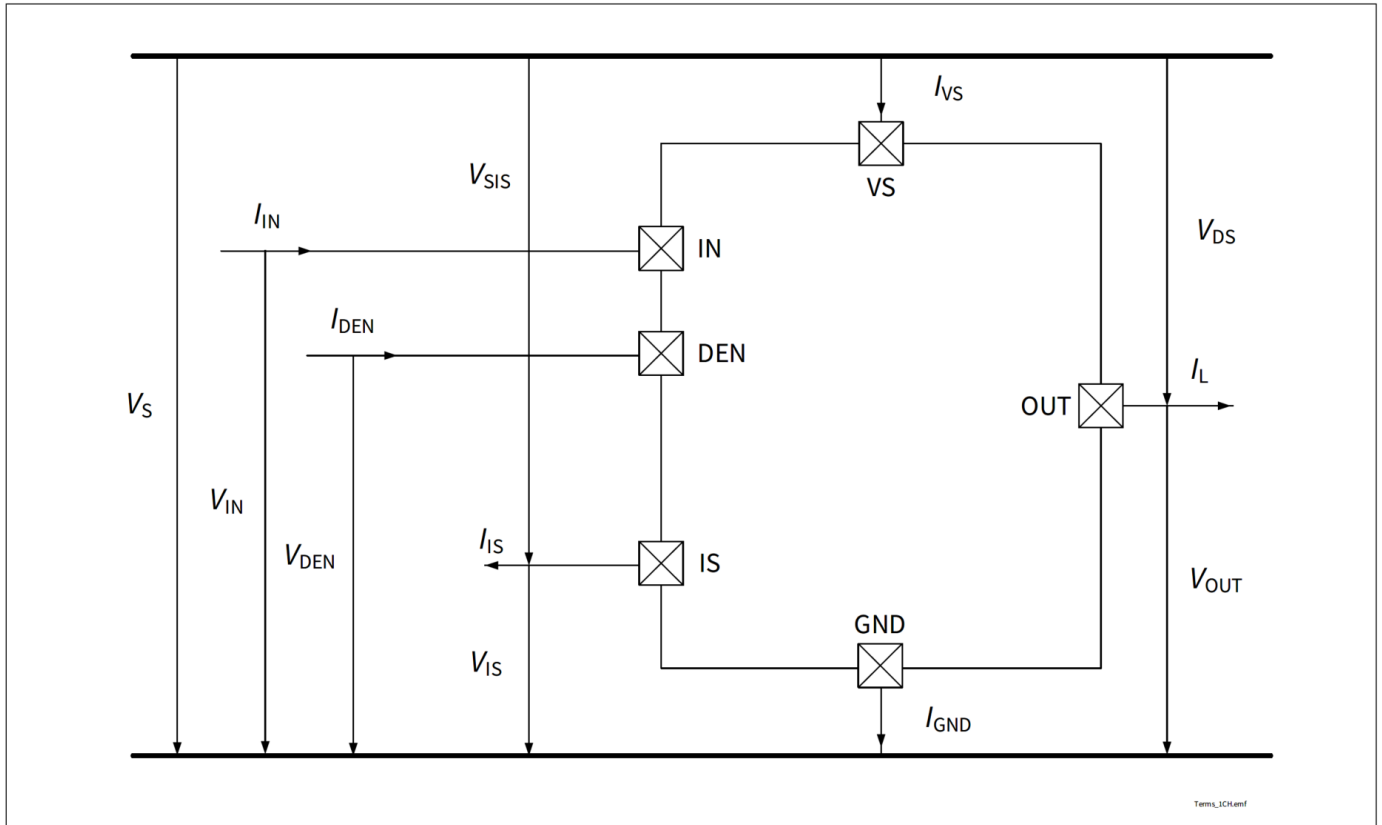 I_VS
VS
V_SIS
I_IN
IN
V_DS
I_DEN
DEN
I_L
V_S
OUT
V_IN
I_IS
V_DEN
IS
V_OUT
GND
V_IS
I_GND
Terms_1CH.emf